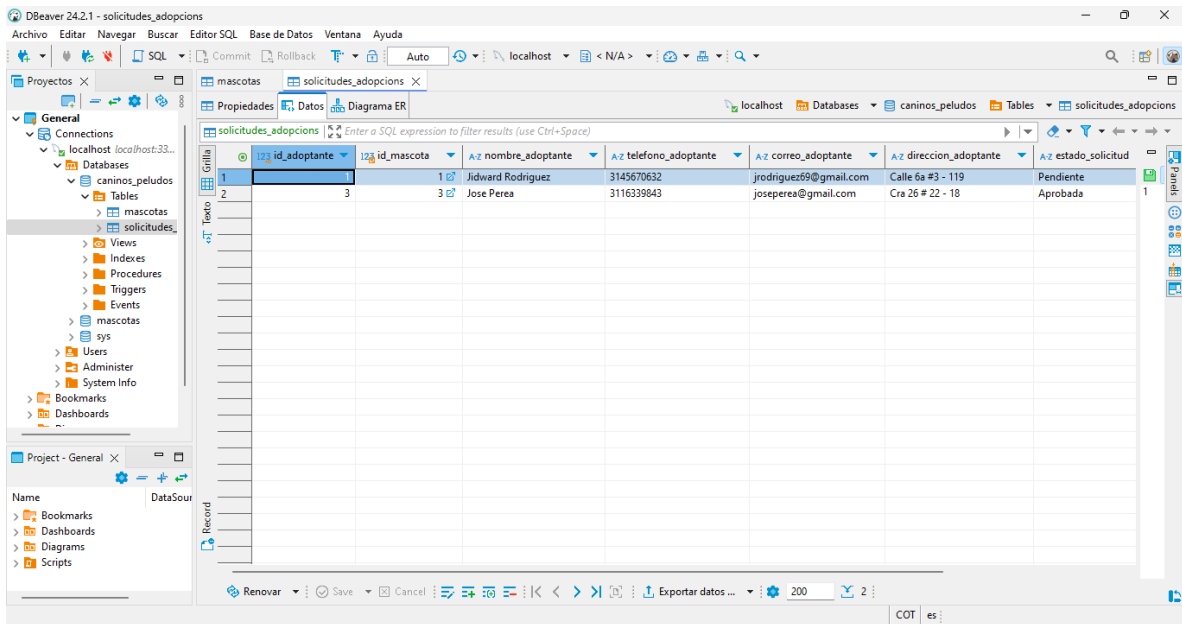 DBeaver 24.2.1 - solicitudes_adopcions
Archivo Editar Navegar Buscar Editor SQL Base de Datos Ventana Ayuda
SQL Commit Rollback Auto localhost < N/A >
Proyectos
mascotas solicitudes_adopcions
Propiedades Datos Diagrama ER localhost Databases caninos_peludos Tables solicitudes_adopcions
solicitudes_adopcions Enter a SQL expression to filter results (use Ctrl+Space)
General
Connections
localhost localhost:33...
Databases
caninos_peludos
Tables
mascotas
solicitudes_
Views
Indexes
Procedures
Triggers
Events
mascotas
sys
Users
Administer
System Info
Bookmarks
Dashboards
Grilla
Texto
Record
123 id_adoptante 123 id_mascota A-Z nombre_adoptante A-Z telefono_adoptante A-Z correo_adoptante A-Z direccion_adoptante A-Z estado_solicitud
1 1 1 Jidward Rodriguez 3145670632 jrodriguez69@gmail.com Calle 6a #3 - 119 Pendiente
2 3 3 Jose Perea 3116339843 joseperea@gmail.com Cra 26 # 22 - 18 Aprobada
1
Panels
Project - General
Name DataSour
Bookmarks
Dashboards
Diagrams
Scripts
Renovar Save Cancel Exportar datos ... 200 2
COT es